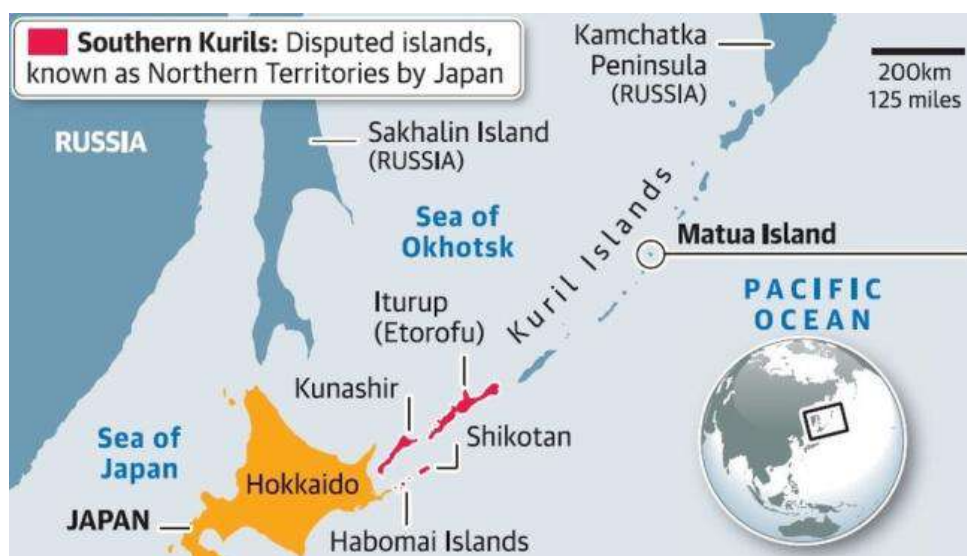 Southern Kurils: Disputed islands,
known as Northern Territories by Japan
Kamchatka
Peninsula
(RUSSIA)
200km
125 miles
RUSSIA
Sakhalin Island
(RUSSIA)
Sea of
Okhotsk
Kuril Islands
Matua Island
PACIFIC
OCEAN
Iturup
(Etorofu)
Kunashir
Shikotan
Sea of
Japan
Hokkaido
JAPAN
Habomai Islands